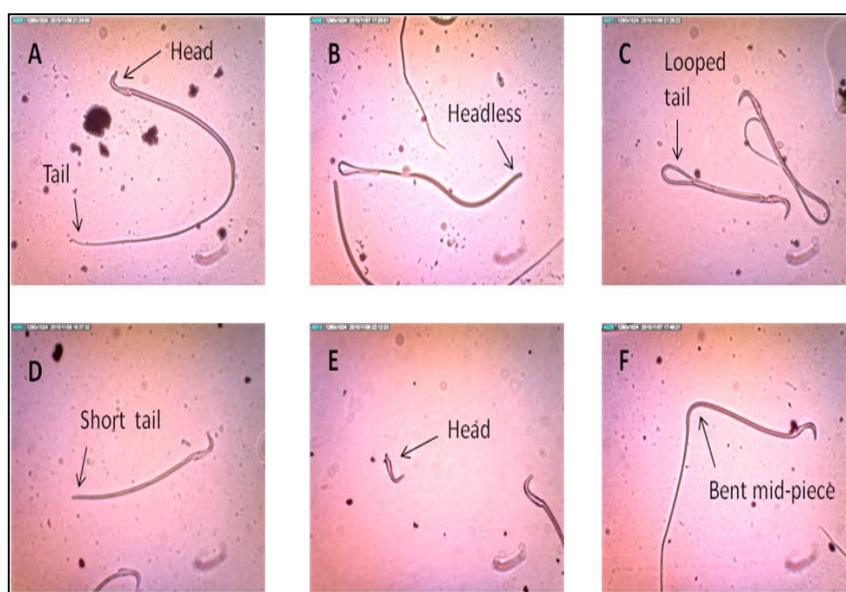 A
Head
Tail
B
Headless
C
Looped
tail
D
Short tail
E
Head
F
Bent mid-piece